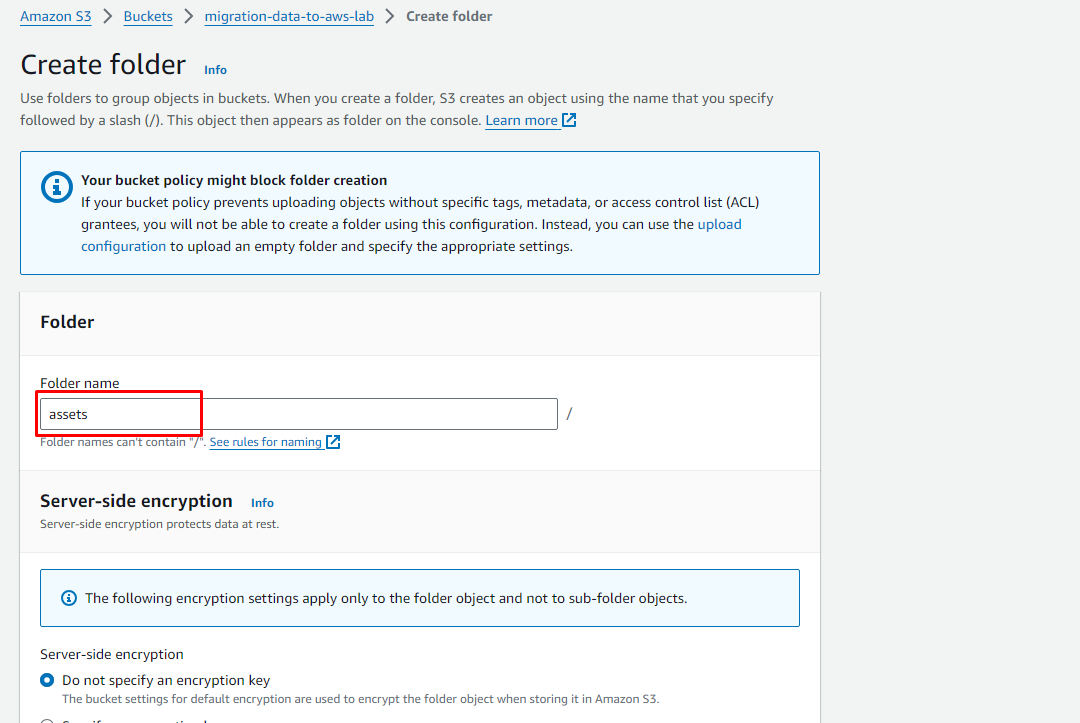 Amazon S3 > Buckets > migration-data-to-aws-lab > Create folder
Create folder Info
Use folders to group objects in buckets. When you create a folder, S3 creates an object using the name that you specify
followed by a slash (/). This object then appears as folder on the console. Learn more
Your bucket policy might block folder creation
If your bucket policy prevents uploading objects without specific tags, metadata, or access control list (ACL)
grantees, you will not be able to create a folder using this configuration. Instead, you can use the upload
configuration to upload an empty folder and specify the appropriate settings.
Folder
Folder name
assets /
Folder names can't contain "/". See rules for naming
Server-side encryption Info
Server-side encryption protects data at rest.
The following encryption settings apply only to the folder object and not to sub-folder objects.
Server-side encryption
Do not specify an encryption key
The bucket settings for default encryption are used to encrypt the folder object when storing it in Amazon S3.